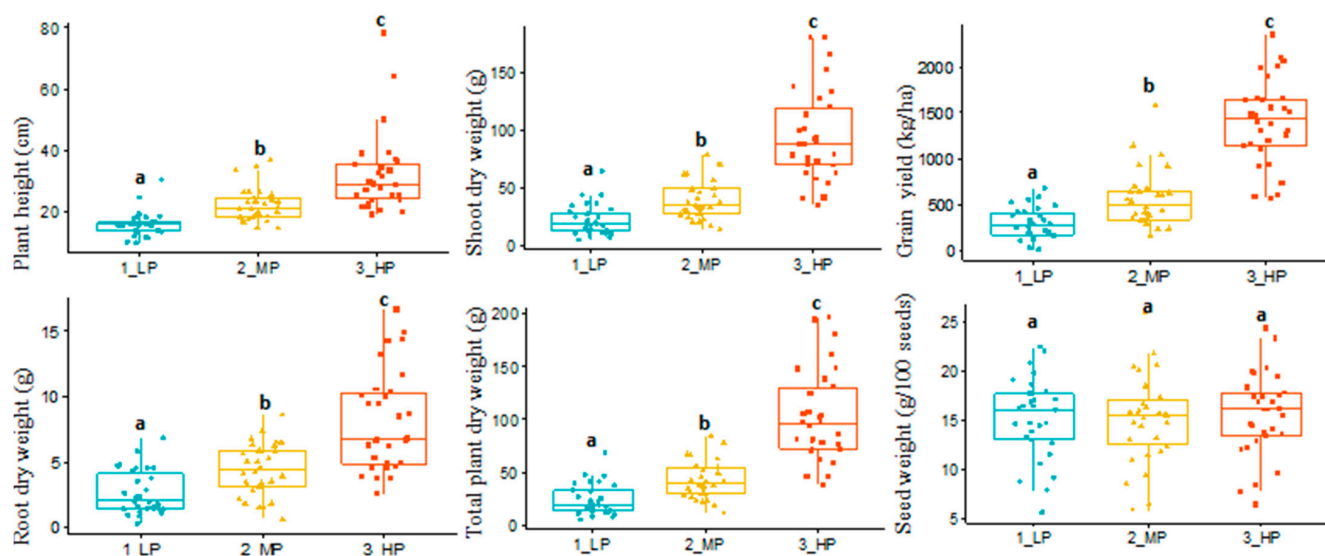 Plant height (cm)
80
60
40
20
a
b
c
1_LP
2_MP
3_HP
Shoot dry weight (g)
150
100
50
0
a
b
c
1_LP
2_MP
3_HP
Grain yield (kg/ha)
2000
1500
1000
500
0
a
b
c
1_LP
2_MP
3_HP
Root dry weight (g)
15
10
5
0
a
b
c
1_LP
2_MP
3_HP
Total plant dry weight (g)
200
150
100
50
0
a
b
c
1_LP
2_MP
3_HP
Seed weight (g/100 seeds)
25
20
15
10
5
a
a
a
1_LP
2_MP
3_HP